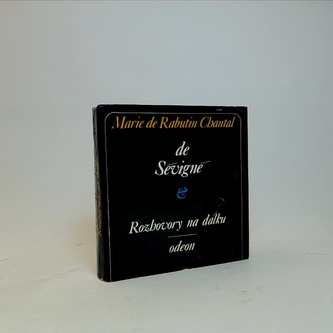 Marie de Rabutin Chantal
de
Sévigné
&
Rozhovory na dálku
odeon